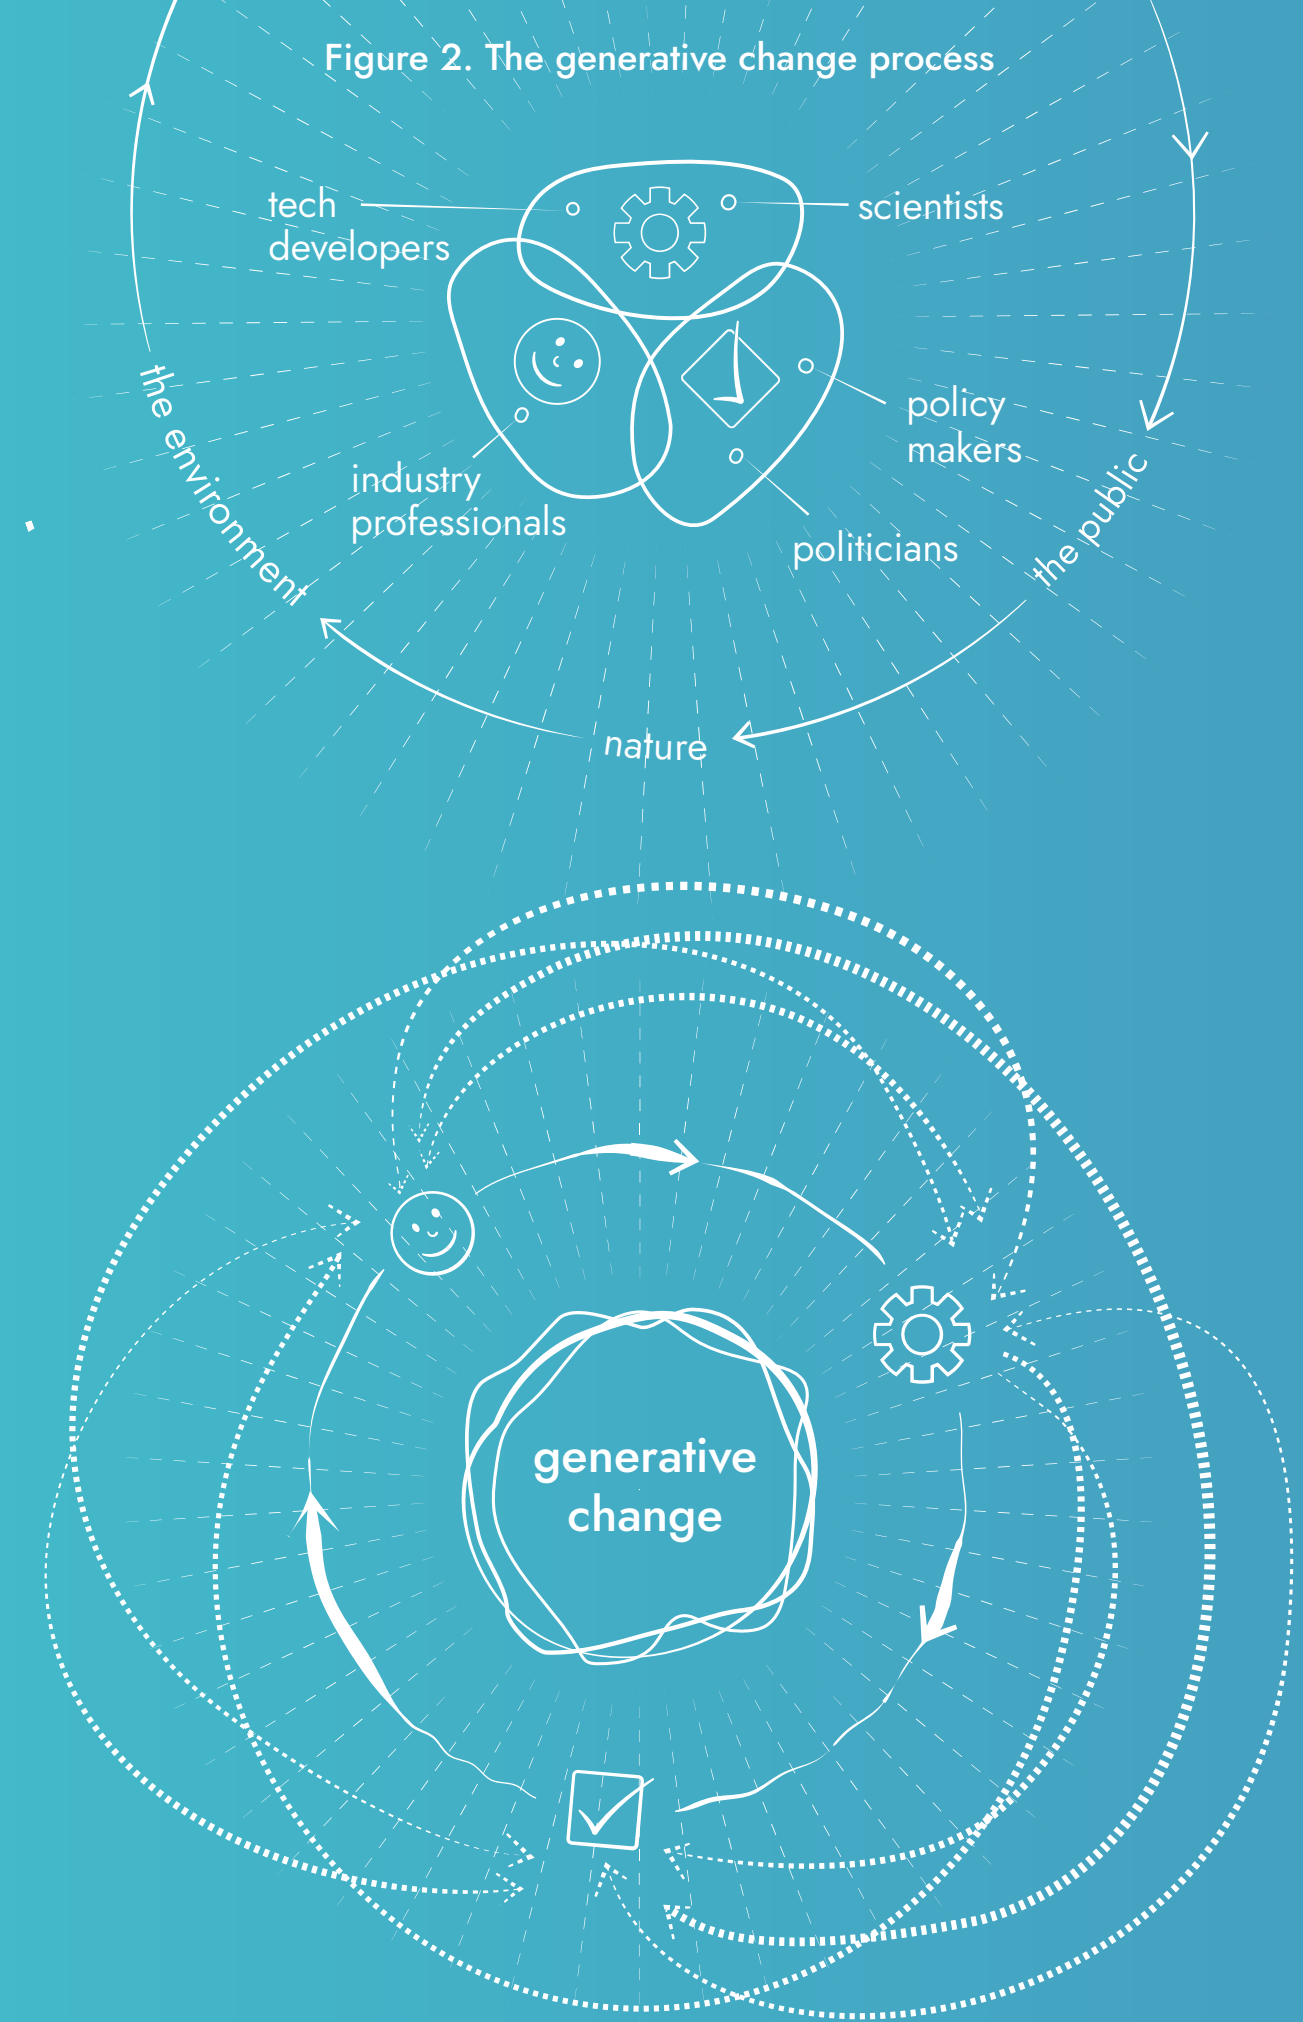 Figure 2. The generative change process
tech
developers
scientists
policy
makers
industry
professionals
politicians
the environment
the public
nature
generative
change